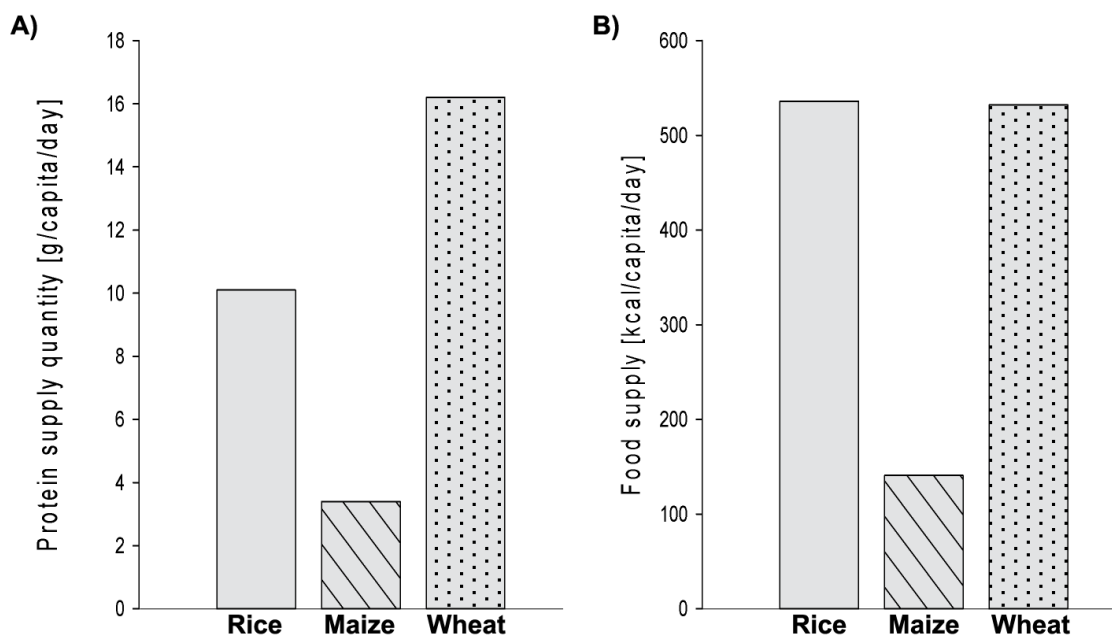 A)
Protein supply quantity [g/capita/day]
18
16
14
12
10
8
6
4
2
0
Rice Maize Wheat
B)
Food supply [kcal/capita/day]
600
500
400
300
200
100
0
Rice Maize Wheat